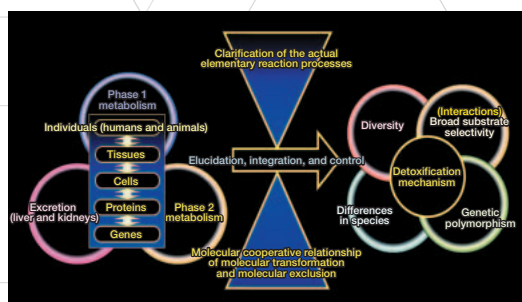 Phase 1
metabolism
Individuals (humans and animals)
Tissues
Cells
Proteins
Genes
Excretion
(liver and kidneys)
Phase 2
metabolism
Clarification of the actual
elementary reaction processes
Elucidation, integration, and control
Molecular cooperative relationship
of molecular transformation
and molecular exclusion
Diversity
(Interactions)
Broad substrate
selectivity
Detoxification
mechanism
Differences
in species
Genetic
polymorphism